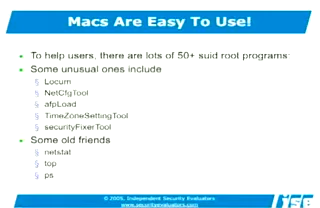 Macs Are Easy To Use!
To help users, there are lots of 50+ suid root programs
Some unusual ones include
Locum
NetCfgTool
afpLoad
TimeZoneSettingTool
securityFixerTool
Some old friends
netstat
top
ps
© 2005, Independent Security Evaluators
www.securityevaluators.com
ise